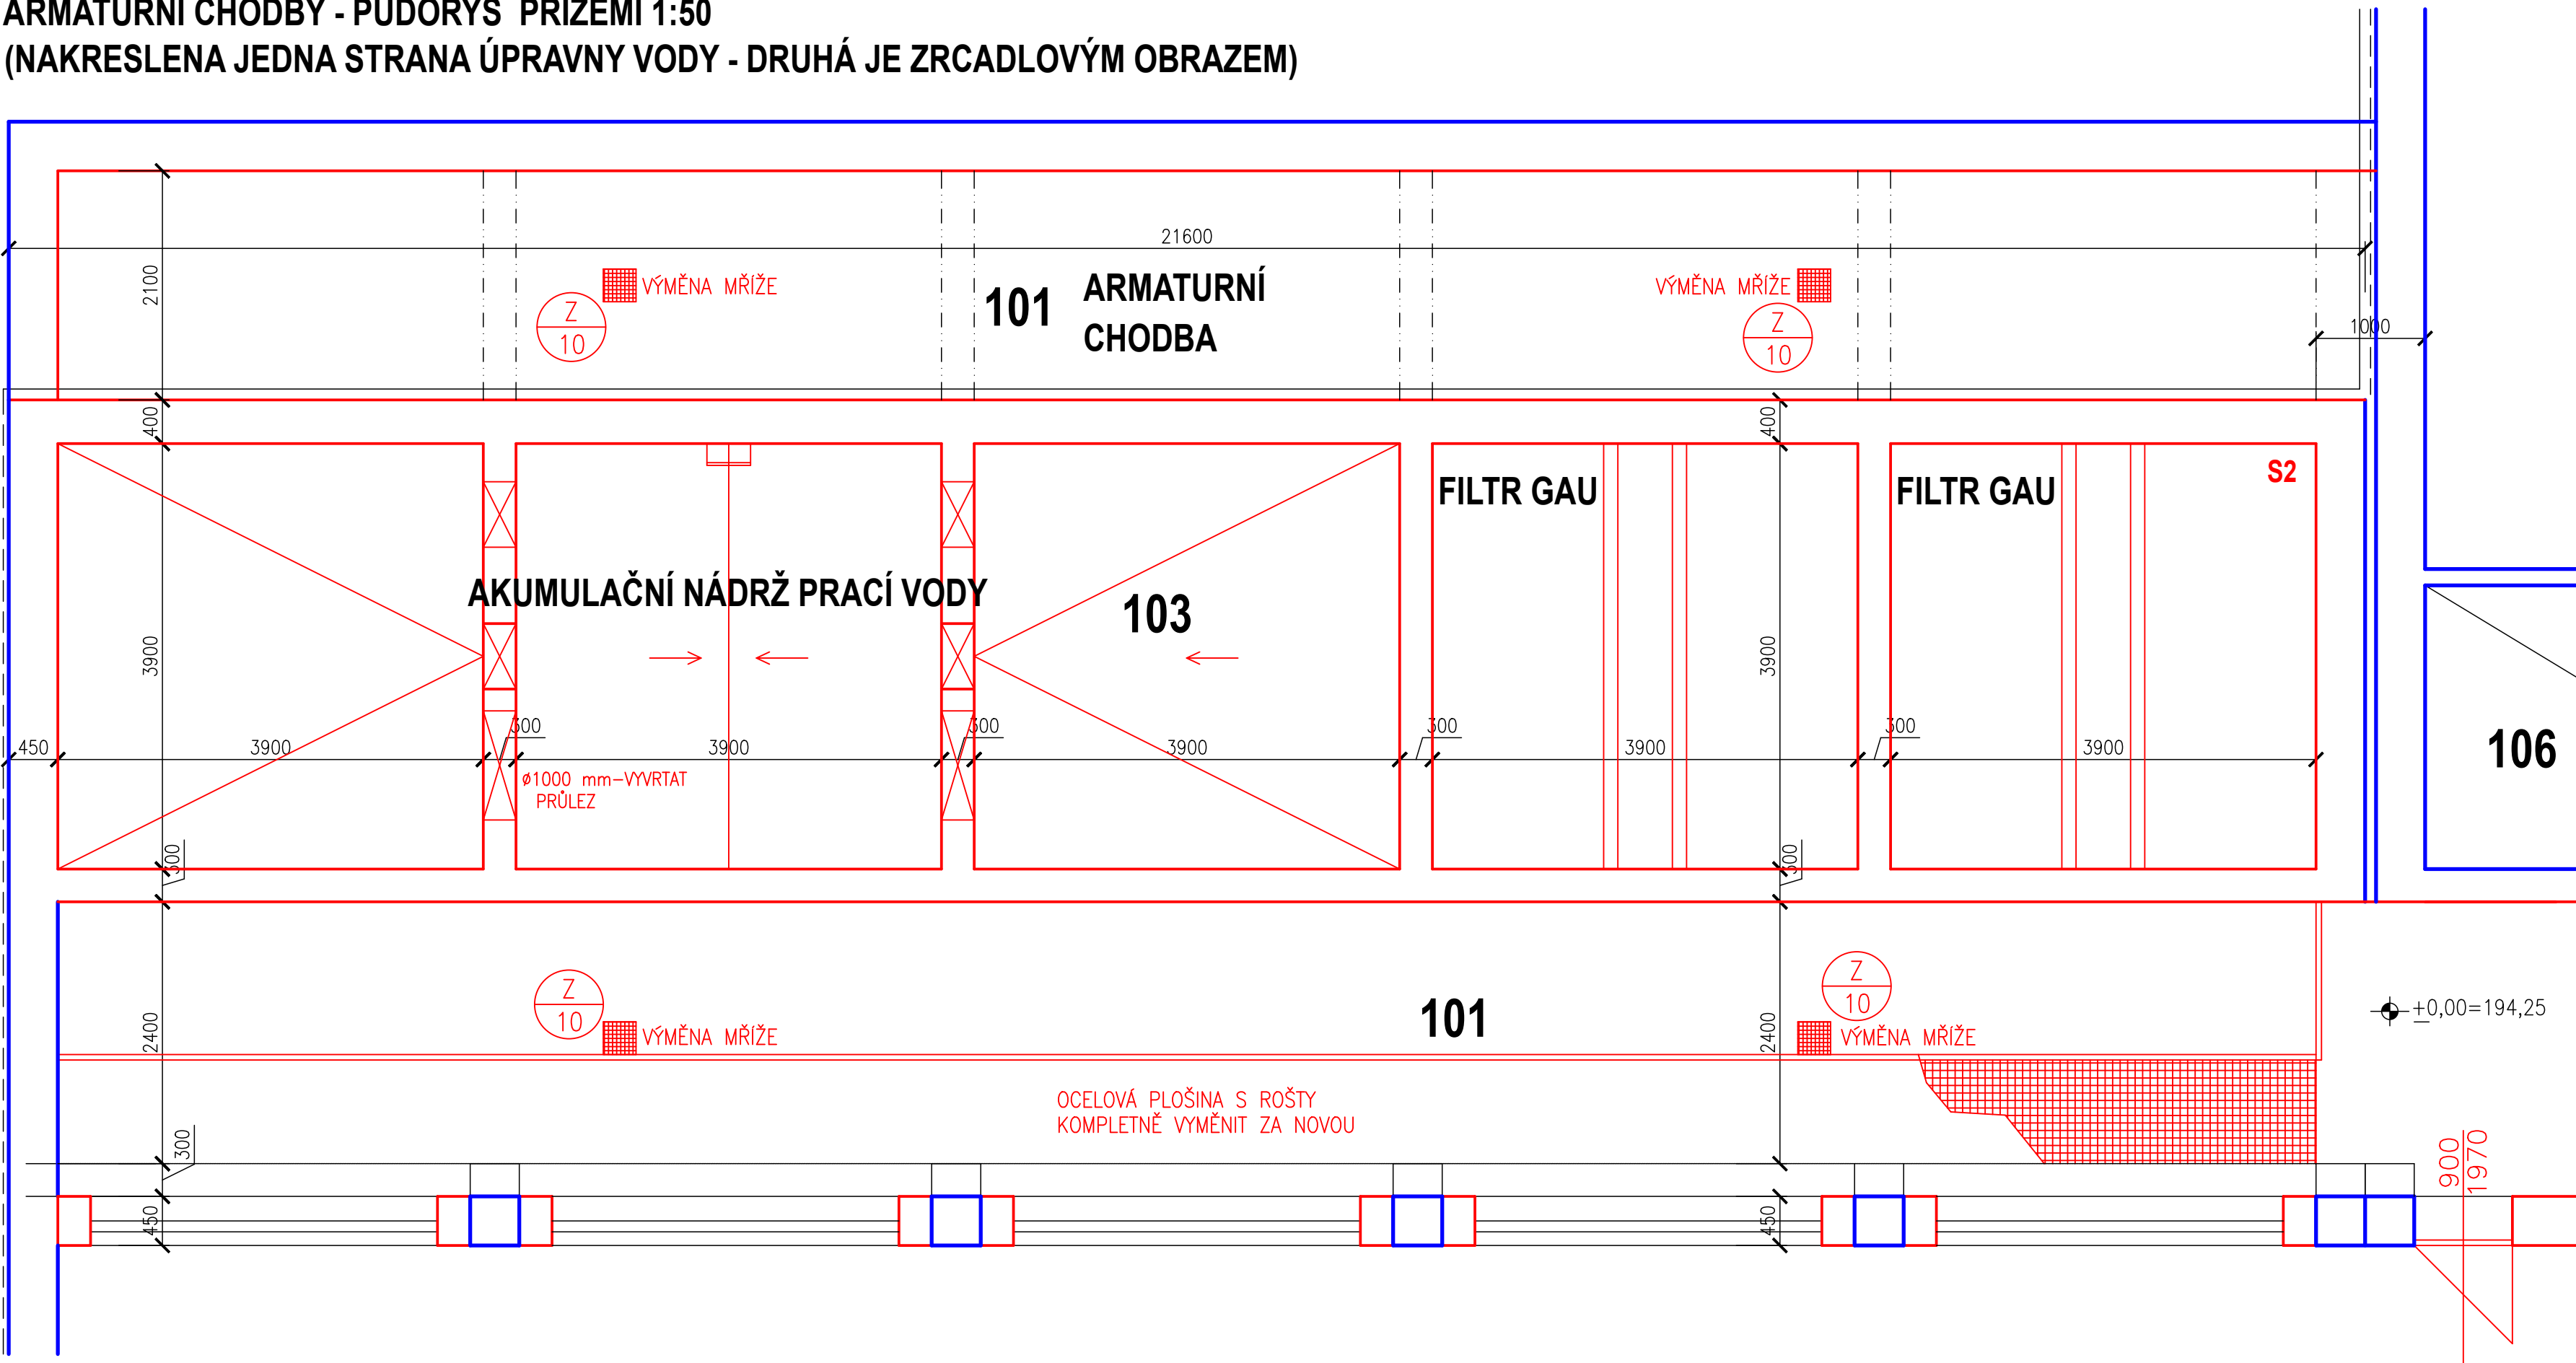 ARMATURNÍ CHODBY - PŮDORYS PŘÍZEMÍ 1:50
(NAKRESLENA JEDNA STRANA ÚPRAVNY VODY - DRUHÁ JE ZRCADLOVÝM OBRAZEM)
21600
2100
VÝMĚNA MŘÍŽE
Z
10
101
ARMATURNÍ
CHODBA
VÝMĚNA MŘÍŽE
Z
10
1000
400
400
FILTR GAU
FILTR GAU
S2
AKUMULAČNÍ NÁDRŽ PRACÍ VODY
103
3900
3900
450
3900
300
3900
300
3900
300
3900
300
3900
106
ø1000 mm-VYVRTAT
PRŮLEZ
300
300
Z
10
VÝMĚNA MŘÍŽE
101
Z
10
VÝMĚNA MŘÍŽE
+0,00=194,25
2400
2400
OCELOVÁ PLOŠINA S ROŠTY
KOMPLETNĚ VYMĚNIT ZA NOVOU
300
900
1970
450
450